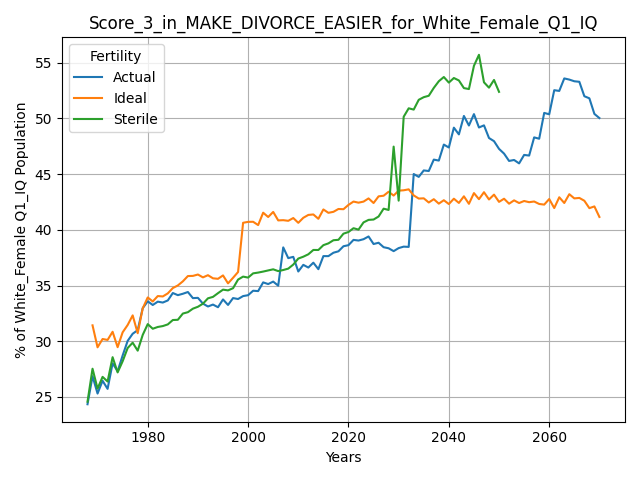 Score_3_in_MAKE_DIVORCE_EASIER_for_White_Female_Q1_IQ
Fertility
Actual
Ideal
Sterile
% of White_Female Q1_IQ Population
55
50
45
40
35
30
25
1980
2000
2020
2040
2060
Years